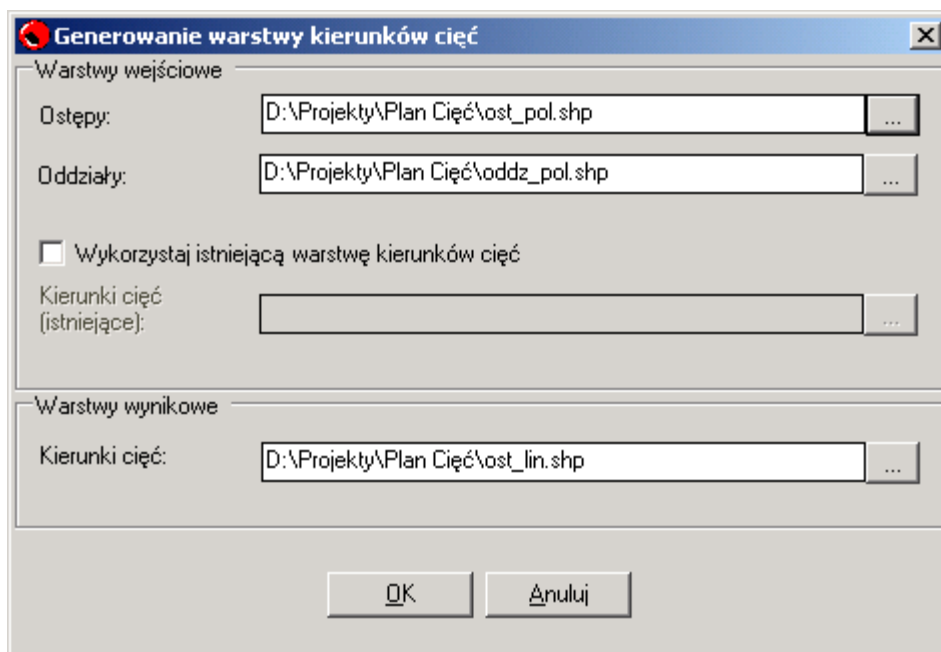 Generowanie warstwy kierunków cięć
Warstwy wejściowe
Ostępy:
D:\Projekty\Plan Cięć\ost_pol.shp
...
Oddziały:
D:\Projekty\Plan Cięć\oddz_pol.shp
...
Wykorzystaj istniejącą warstwę kierunków cięć
Kierunki cięć
(istniejące):
...
Warstwy wynikowe
Kierunki cięć:
D:\Projekty\Plan Cięć\ost_lin.shp
...
OK
Anuluj